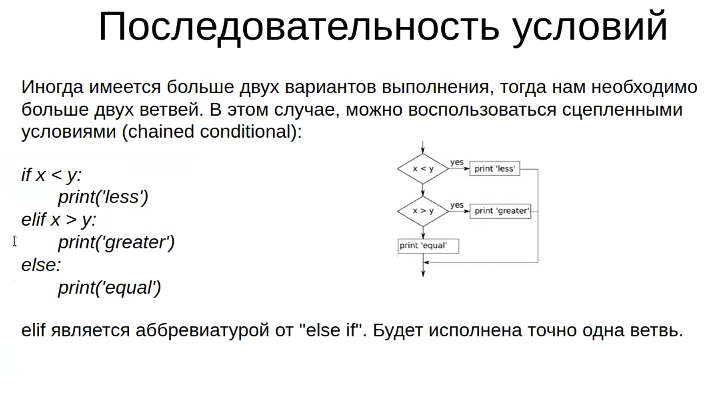 Последовательность условий
Иногда имеется больше двух вариантов выполнения, тогда нам необходимо
больше двух ветвей. В этом случае, можно воспользоваться сцепленными
условиями (chained conditional):
if x < y:
print('less')
elif x > y:
print('greater')
else:
print('equal')
x < y
yes
print 'less'
x > y
yes
print 'greater'
print 'equal'
elif является аббревиатурой от "else if". Будет исполнена точно одна ветвь.